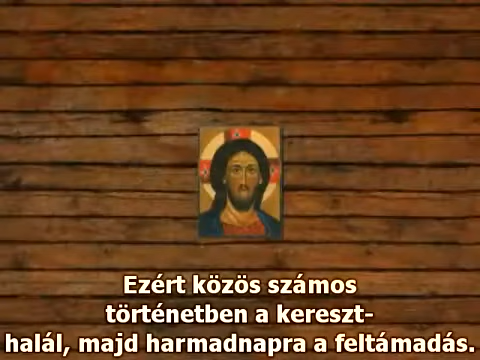 Ezért közös számos
történetben a kereszt-
halál, majd harmadnapra a feltámadás.